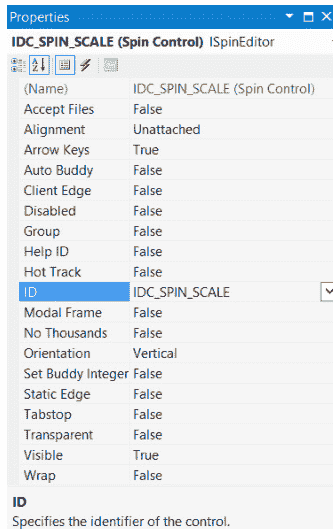 Properties
IDC_SPIN_SCALE (Spin Control) ISpinEditor
(Name) IDC_SPIN_SCALE (Spin Control)
Accept Files False
Alignment Unattached
Arrow Keys True
Auto Buddy False
Client Edge False
Disabled False
Group False
Help ID False
Hot Track False
ID IDC_SPIN_SCALE
Modal Frame False
No Thousands False
Orientation Vertical
Set Buddy Integer False
Static Edge False
Tabstop False
Transparent False
Visible True
Wrap False
ID
Specifies the identifier of the control.